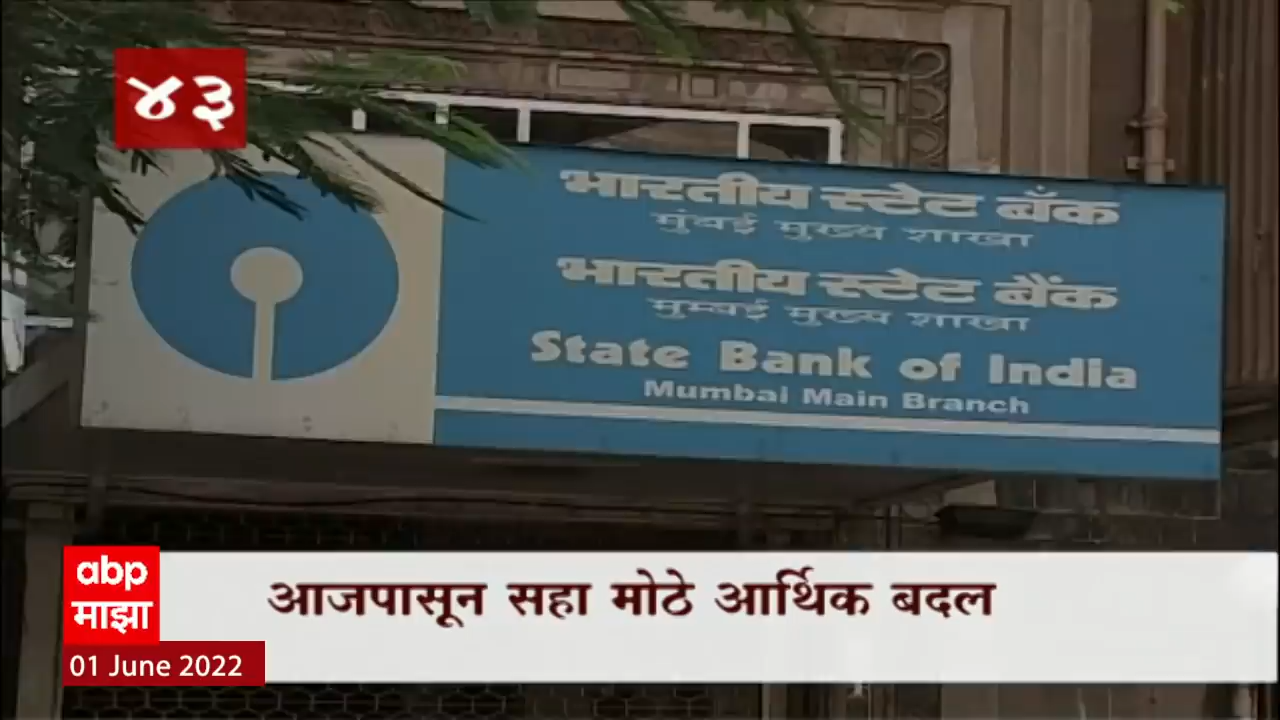 ४३
भारतीय स्टेट बँक
मुंबई मुख्य शाखा
भारतीय स्टेट बैंक
मुम्बई मुख्य शाखा
State Bank of India
Mumbai Main Branch
abp
माझा
आजपासून सहा मोठे आर्थिक बदल
01 June 2022